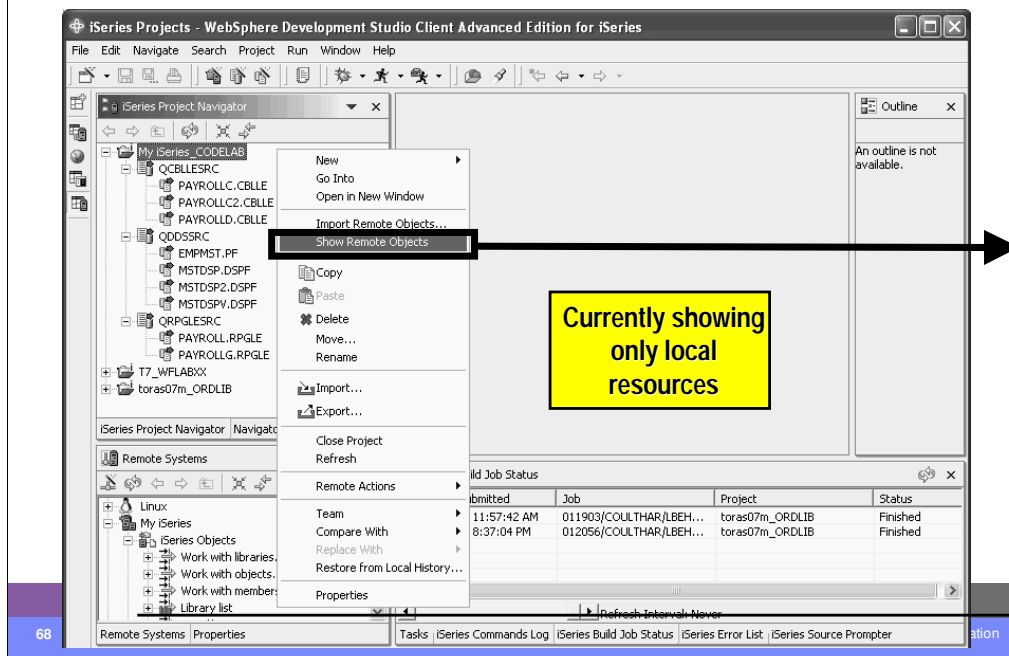 iSeries Projects - WebSphere Development Studio Client Advanced Edition for iSeries
File Edit Navigate Search Project Run Window Help
iSeries Project Navigator
My iSeries_CODELAB
QCBLLESRC
PAYROLLC.CBLLE
PAYROLLC2.CBLLE
PAYROLLD.CBLLE
QDDSSRC
EMPMST.PF
MSTDSP.DSPF
MSTDSP2.DSPF
MSTDSPV.DSPF
QRPGLESRC
PAYROLL.RPGLE
PAYROLLG.RPGLE
T7_WFLABXX
toras07m_ORDLIB
iSeries Project Navigator Navigato
New
Go Into
Open in New Window
Import Remote Objects...
Show Remote Objects
Copy
Paste
Delete
Move...
Rename
Import...
Export...
Close Project
Refresh
Remote Actions
Team
Compare With
Replace With
Restore from Local History...
Properties
Currently showing
only local
resources
Outline
An outline is not
available.
Remote Systems
Linux
My iSeries
iSeries Objects
Work with libraries.
Work with objects.
Work with member
Library list
Remote Systems Properties
ild Job Status
bmitted Job Project Status
11:57:42 AM 011903/COULTHAR/LBEH... toras07m_ORDLIB Finished
8:37:04 PM 012056/COULTHAR/LBEH... toras07m_ORDLIB Finished
Refresh Interval: Never
Tasks iSeries Commands Log iSeries Build Job Status iSeries Error List iSeries Source Prompter
68
ation